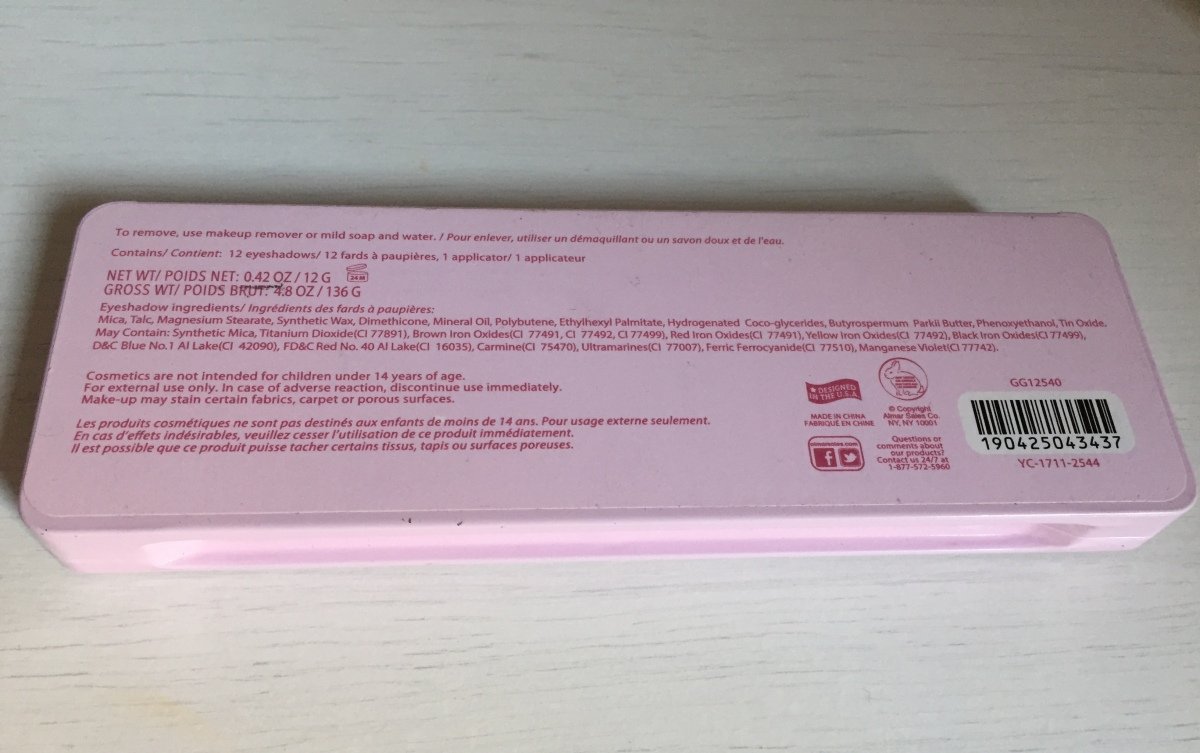 To remove, use makeup remover or mild soap and water. / Pour enlever, utiliser un démaquillant ou un savon doux et de l'eau.
Contains/ Contient: 12 eyeshadows/ 12 fards à paupières, 1 applicator/ 1 applicateur
NET WT/ POIDS NET: 0.42 OZ / 12 G
24 M
GROSS WT/ POIDS BRUT: 4.8 OZ / 136 G
Eyeshadow ingredients/ Ingrédients des fards à paupières:
Mica, Talc, Magnesium Stearate, Synthetic Wax, Dimethicone, Mineral Oil, Polybutene, Ethylhexyl Palmitate, Hydrogenated Coco-glycerides, Butyrospermum Parkii Butter, Phenoxyethanol, Tin Oxide.
May Contain: Synthetic Mica, Titanium Dioxide(CI 77891), Brown Iron Oxides(CI 77491, CI 77492, CI 77499), Red Iron Oxides(CI 77491), Yellow Iron Oxides(CI 77492), Black Iron Oxides(CI 77499),
D&C Blue No.1 Al Lake(CI 42090), FD&C Red No. 40 Al Lake(CI 16035), Carmine(CI 75470), Ultramarines(CI 77007), Ferric Ferrocyanide(CI 77510), Manganese Violet(CI 77742).
Cosmetics are not intended for children under 14 years of age.
For external use only. In case of adverse reaction, discontinue use immediately.
Make-up may stain certain fabrics, carpet or porous surfaces.
Les produits cosmétiques ne sont pas destinés aux enfants de moins de 14 ans. Pour usage externe seulement.
En cas d'effets indésirables, veuillez cesser l'utilisation de ce produit immédiatement.
Il est possible que ce produit puisse tacher certains tissus, tapis ou surfaces poreuses.
DESIGNED
IN THE U.S.A.
MADE IN CHINA
FABRIQUÉ EN CHINE
almarsales.com
© Copyright
Almar Sales Co.
NY, NY 10001
Questions or
comments about
our products?
Contact us 24/7 at
1-877-572-5960
GG12540
190425043437
YC-1711-2544